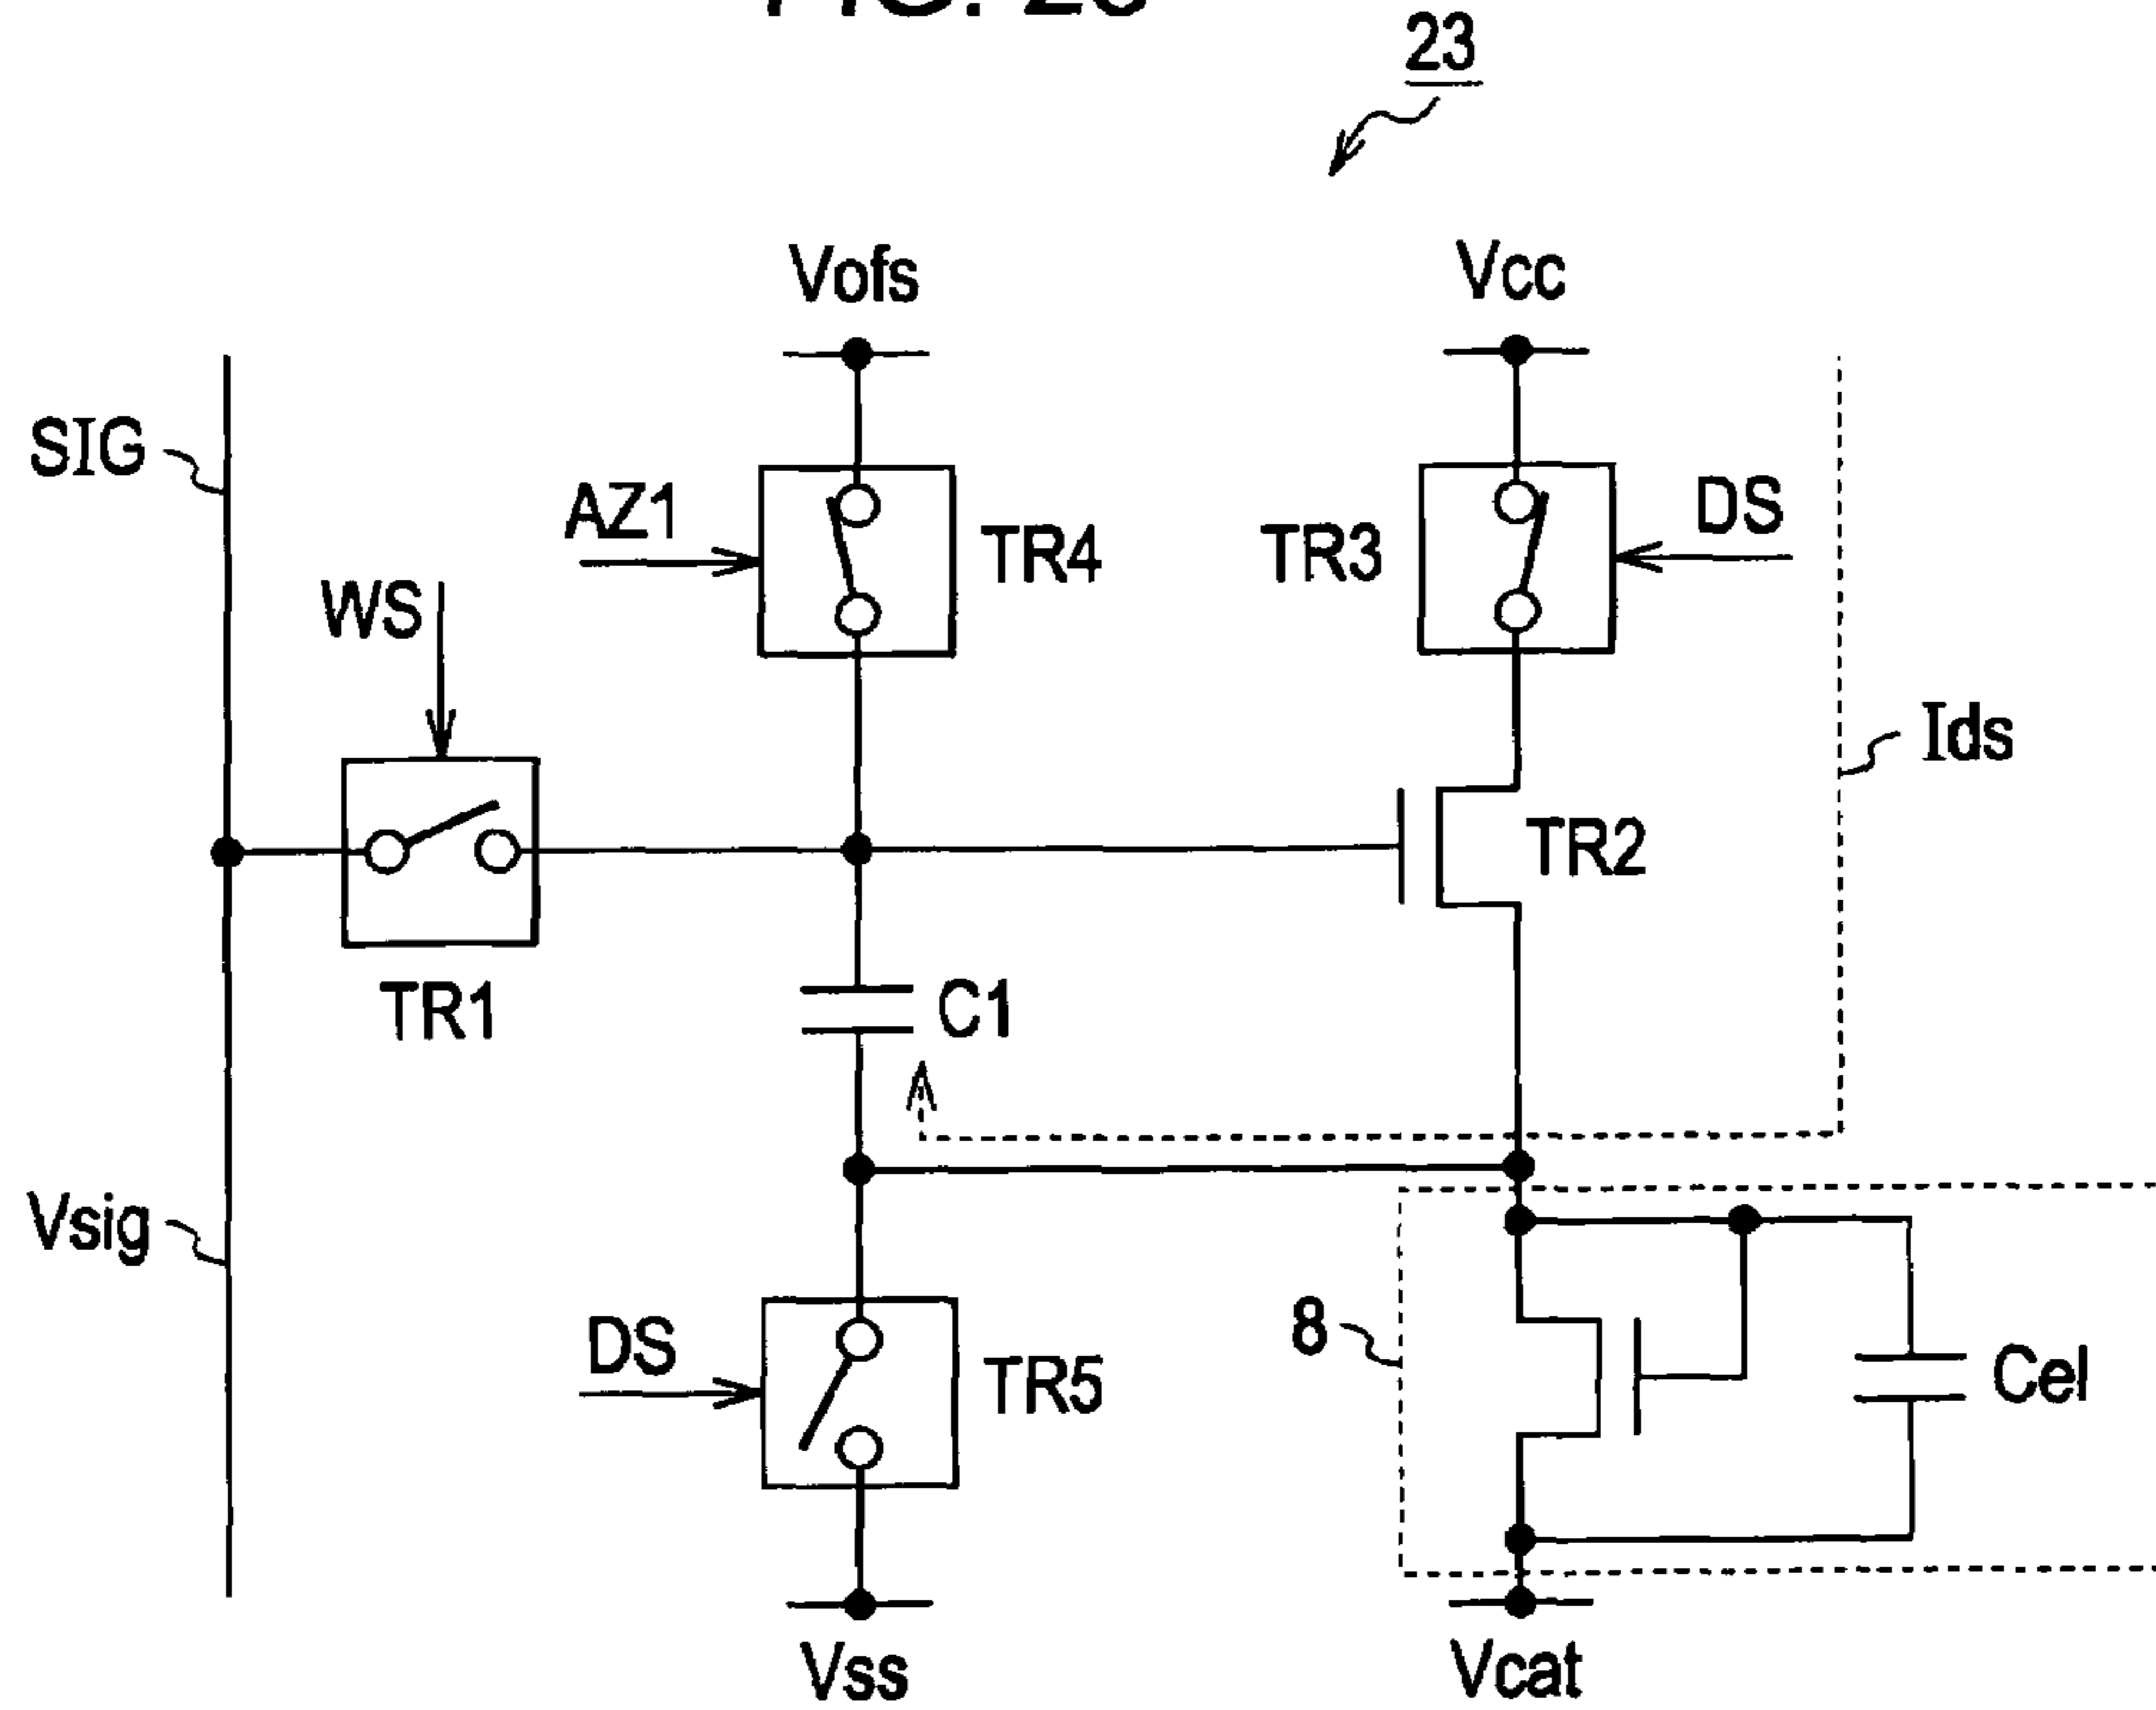 23
Vofs
Vcc
SIG
AZ1
TR4
TR3
DS
WS
Ids
TR2
TR1
C1
Vsig
DS
TR5
8
Cel
Vss
Vcat